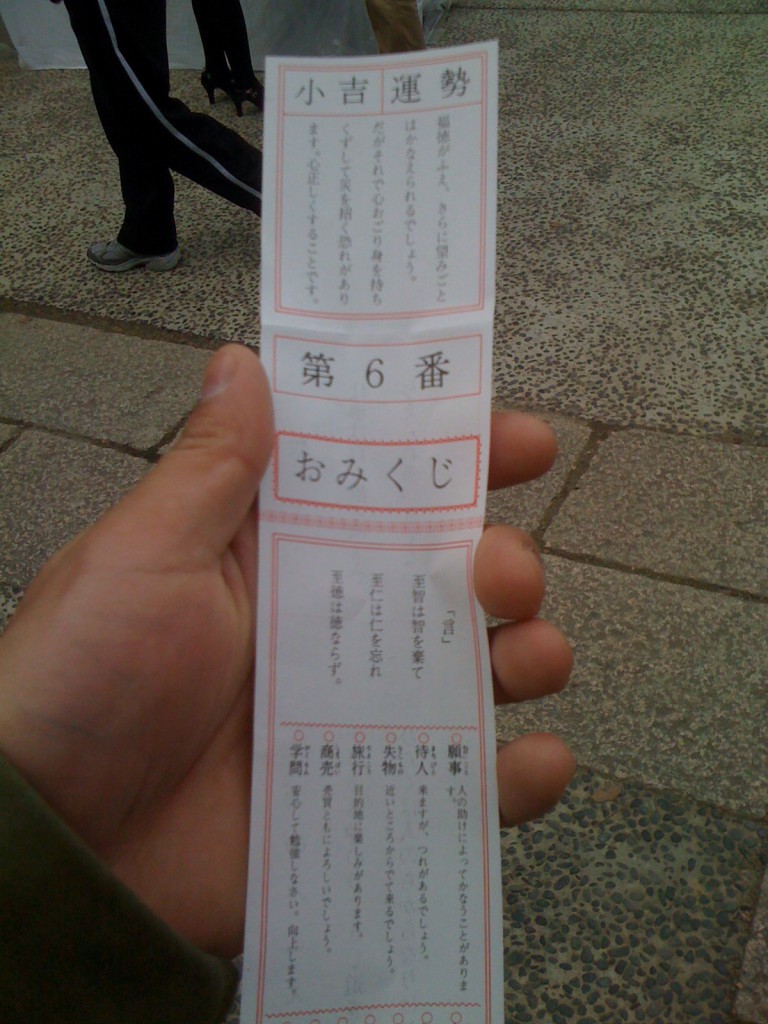 小吉 運勢
福徳がふえ、さらに望みごと
はかなえられるでしょう。
だがそれで心おごり身を持ち
くずして災を招く恐れがあり
ます。心正しくすることです。
第6番
おみくじ
「言」
至智は智を棄て
至仁は仁を忘れ
至徳は徳ならず。
○願事 人の助けによってかなうことがありま
す。
○待人 来ますが、つれがあるでしょう。
○失物 近いところからでて来るでしょう。
○旅行 目的地に楽しみがあります。
○商売 売買ともによろしいでしょう。
○学問 安心して勉強しなさい。向上します。